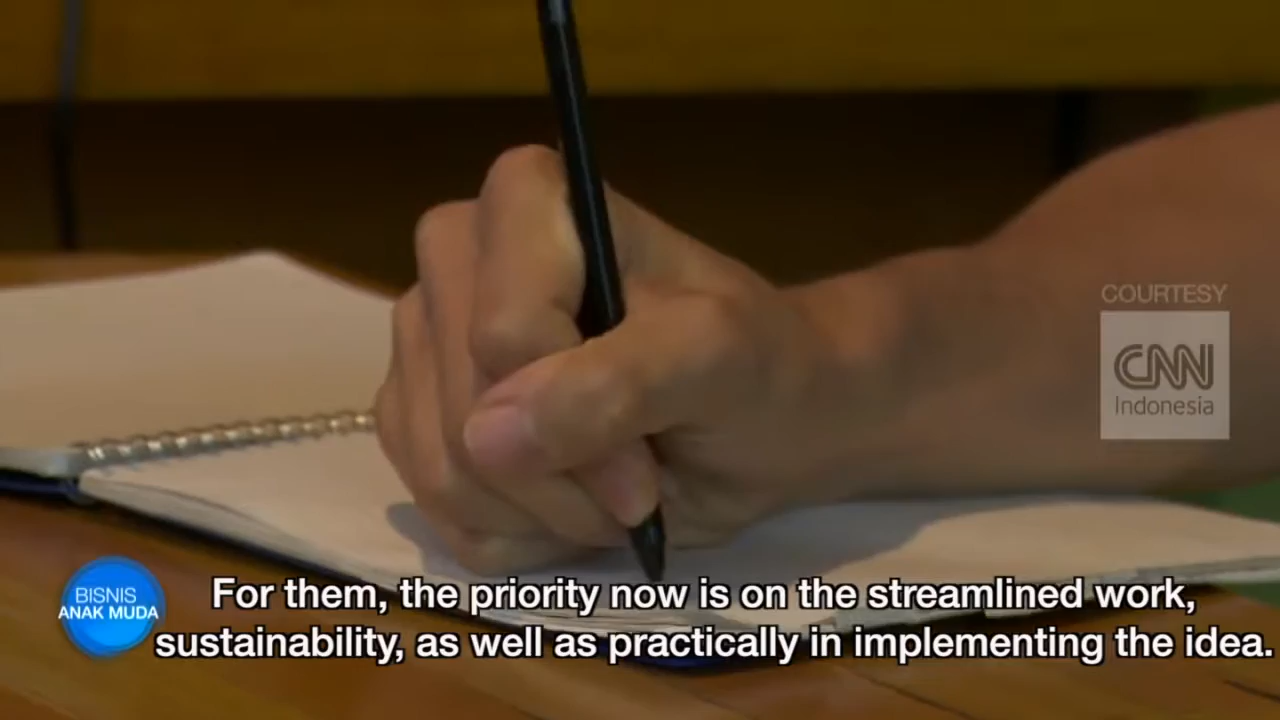 COURTESY
CNN
Indonesia
BISNIS
ANAK MUDA
For them, the priority now is on the streamlined work,
sustainability, as well as practically in implementing the idea.